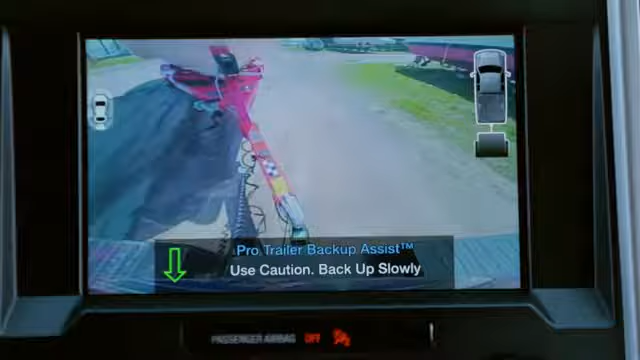 Pro Trailer Backup Assist™
Use Caution. Back Up Slowly
PASSENGER AIRBAG OFF